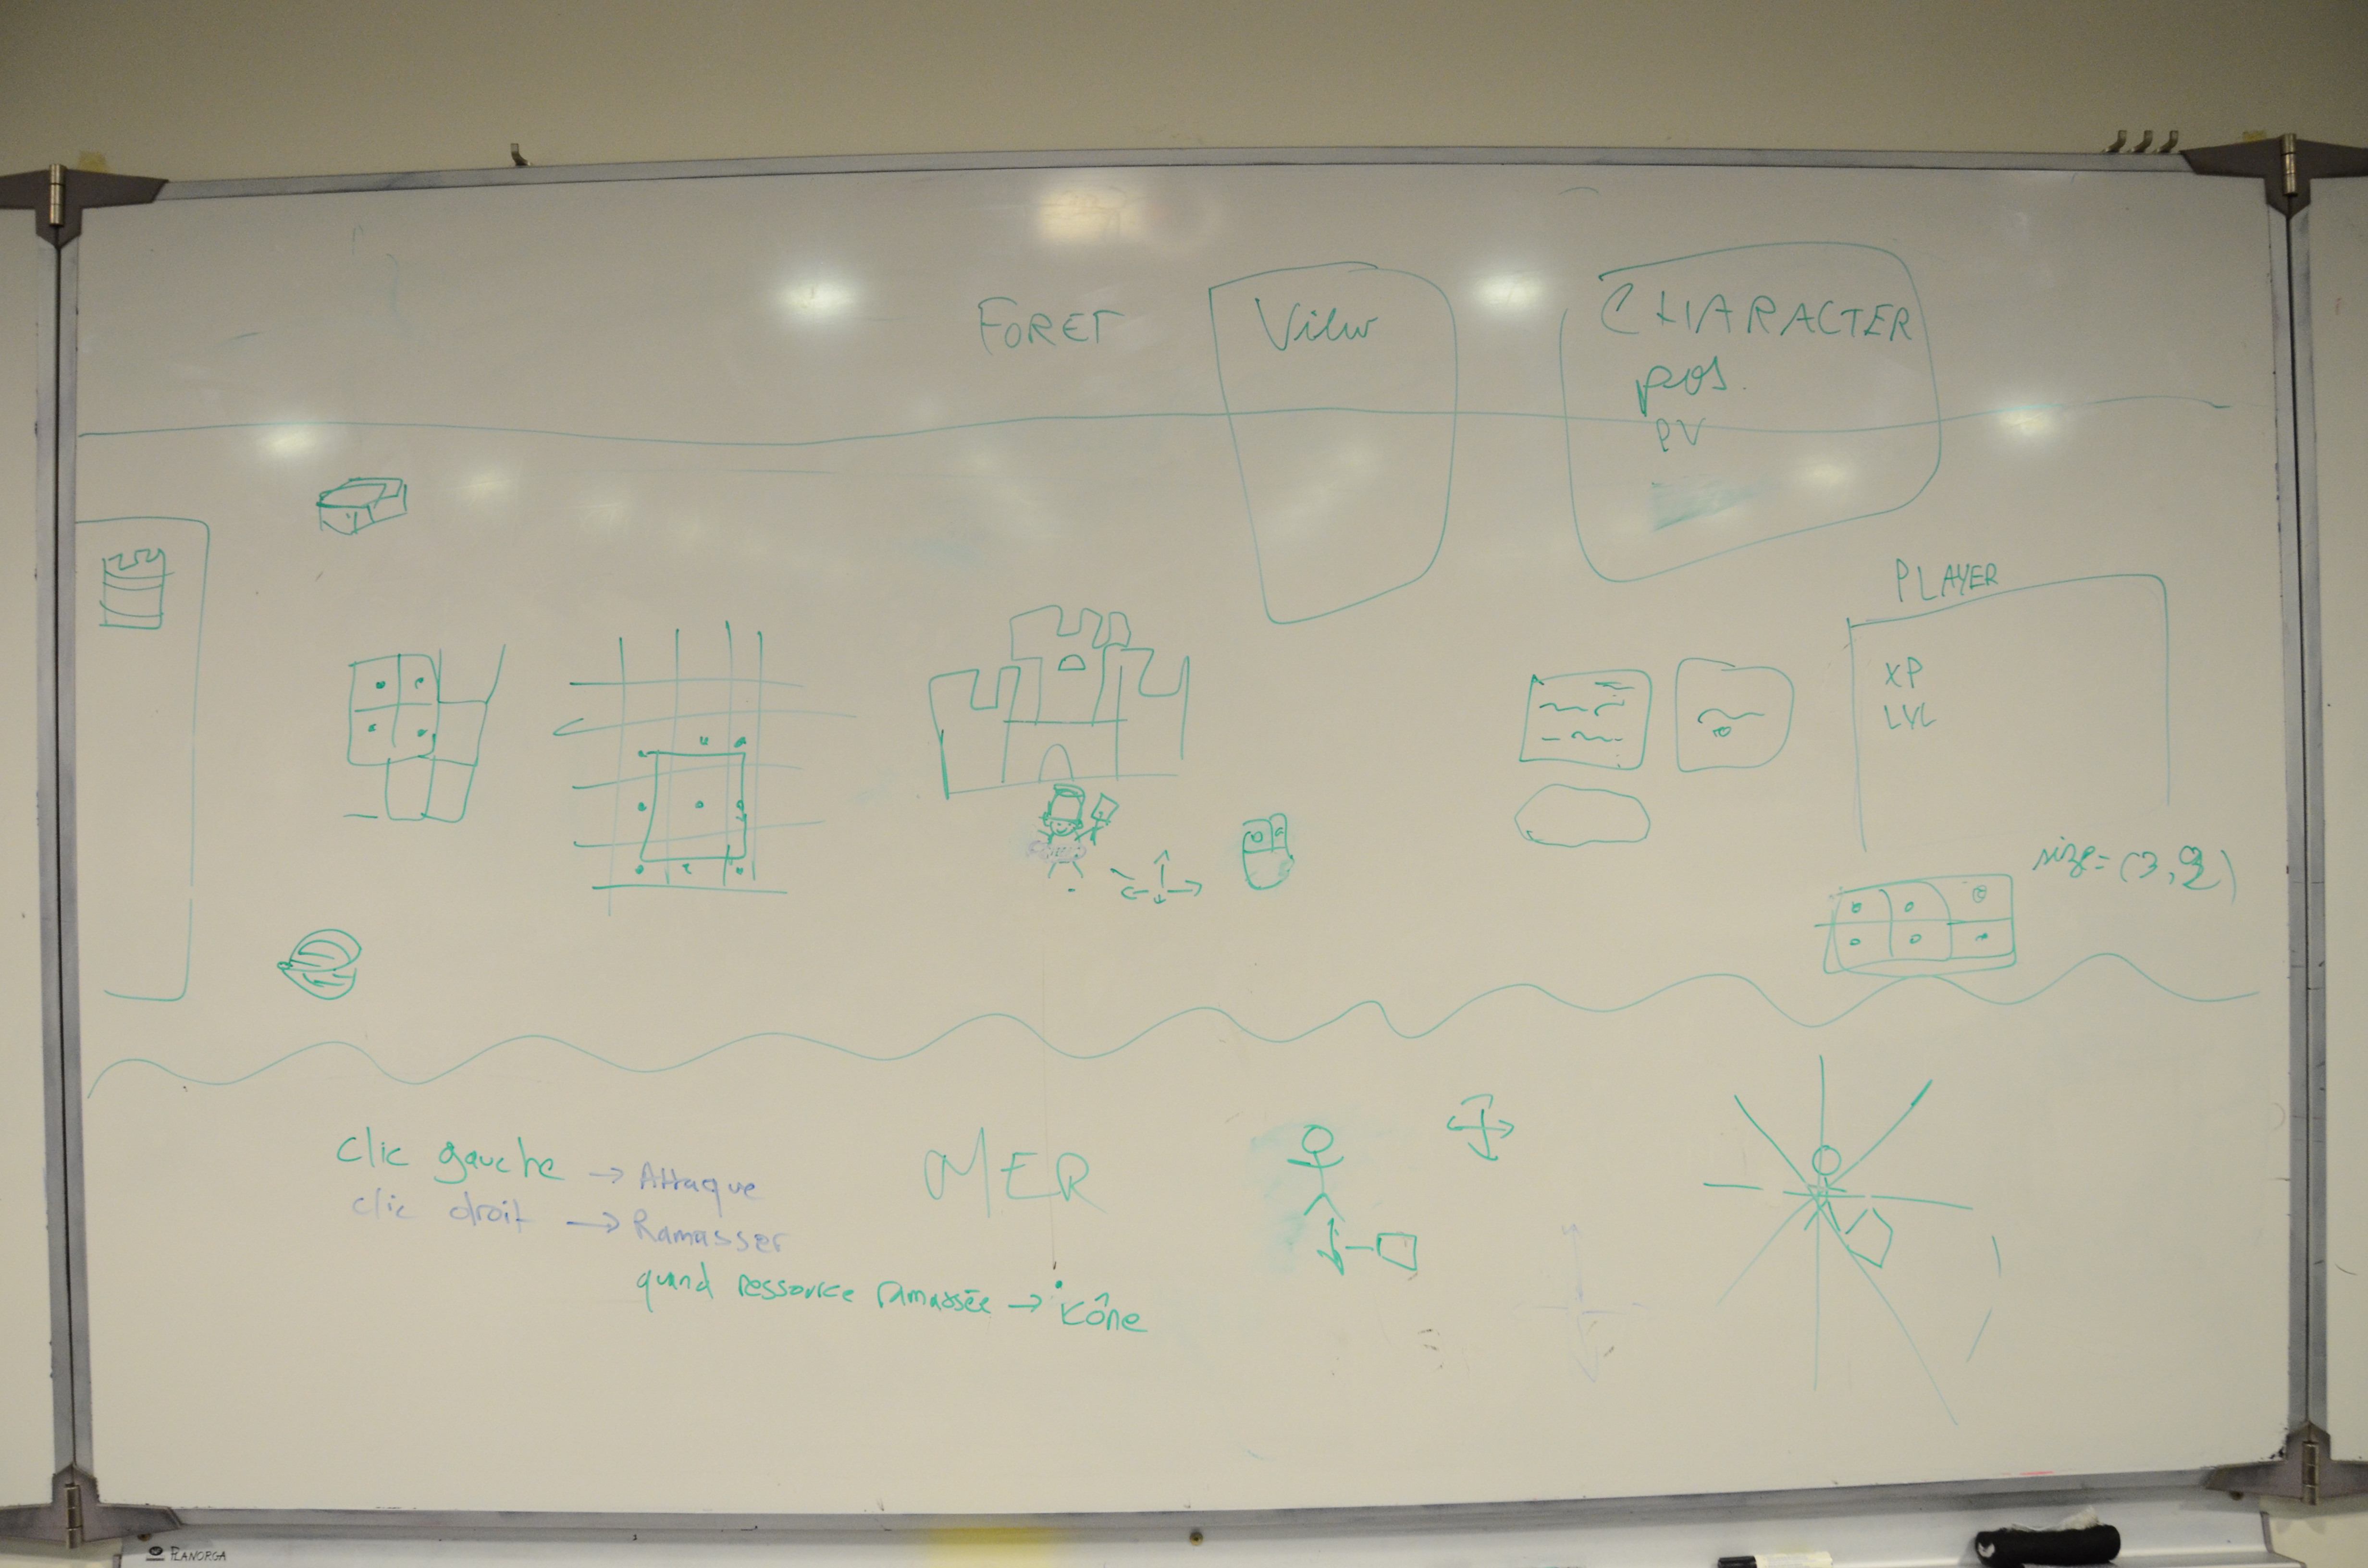 FORET
View
CHARACTER
pos.
PV
PLAYER
XP
LVL
size=(3,2)
clic gauche → Attaque
clic droit → Ramasser
quand ressource ramassée → icône
MER
PLANORGA